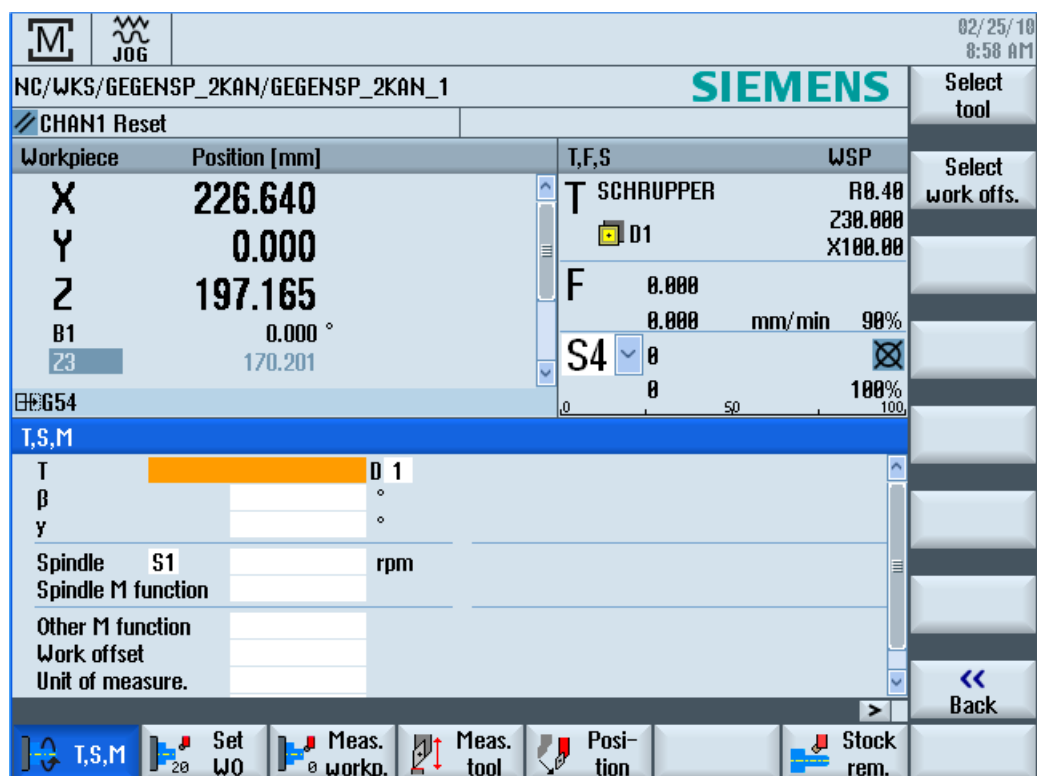 M
JOG
02/25/10
8:58 AM
NC/WKS/GEGENSP_2KAN/GEGENSP_2KAN_1
SIEMENS
CHAN1 Reset
Select
tool
Workpiece Position [mm]
X 226.640
Y 0.000
Z 197.165
B1 0.000 °
Z3 170.201
G54
T,F,S WSP
T SCHRUPPER R0.40
Z30.000
D1
X100.00
F 0.000
0.000 mm/min 90%
S4 0
0 100%
0 50 100
Select
work offs.
T,S,M
T D 1
β °
γ °
Spindle S1 rpm
Spindle M function
Other M function
Work offset
Unit of measure.
>
<<
Back
T,S,M
20
Set
WO
0
Meas.
workp.
Meas.
tool
Posi-
tion
Stock
rem.